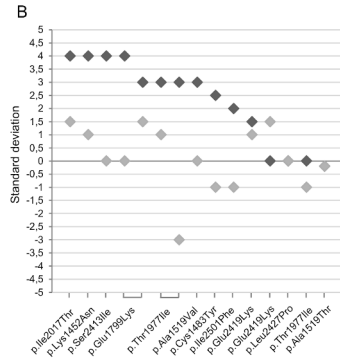 B
Standard deviation
5
4,5
4
3,5
3
2,5
2
1,5
1
0,5
0
-0,5
-1
-1,5
-2
-2,5
-3
-3,5
-4
-4,5
-5
p.Ile2017Thr
p.Lys1452Asn
p.Ser2413Ile
p.Glu1799Lys
p.Thr1977Ile
p.Ala1519Val
p.Cys1483Tyr
p.Ile2501Phe
p.Glu2419Lys
p.Glu2419Lys
p.Leu2427Pro
p.Thr1977Ile
p.Ala1519Thr